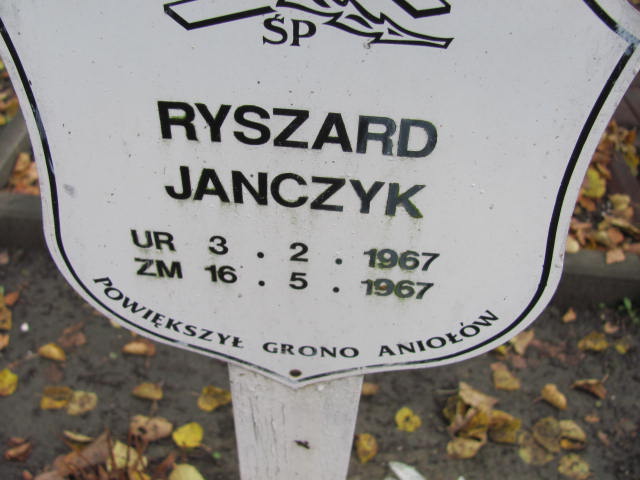 ŚP
RYSZARD
JANCZYK
UR 3 . 2 . 1967
ZM 16 . 5 . 1967
POWIĘKSZYŁ GRONO ANIOŁÓW